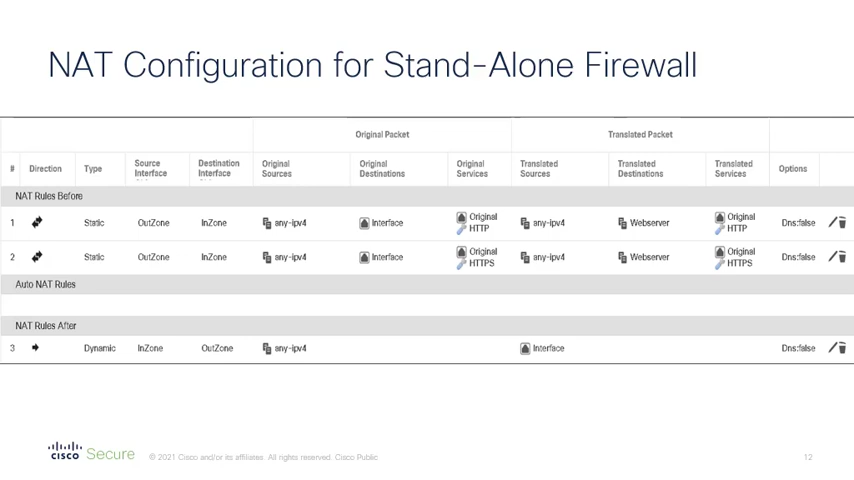 NAT Configuration for Stand-Alone Firewall
Original Packet Translated Packet
# Direction Type Source Interface Destination Interface Original Sources Original Destinations Original Services Translated Sources Translated Destinations Translated Services Options
NAT Rules Before
1 Static OutZone InZone any-ipv4 Interface Original HTTP any-ipv4 Webserver Original HTTP Dns:false
2 Static OutZone InZone any-ipv4 Interface Original HTTPS any-ipv4 Webserver Original HTTPS Dns:false
Auto NAT Rules
NAT Rules After
3 Dynamic InZone OutZone any-ipv4 Interface Dns:false
cisco Secure © 2021 Cisco and/or its affiliates. All rights reserved. Cisco Public 12